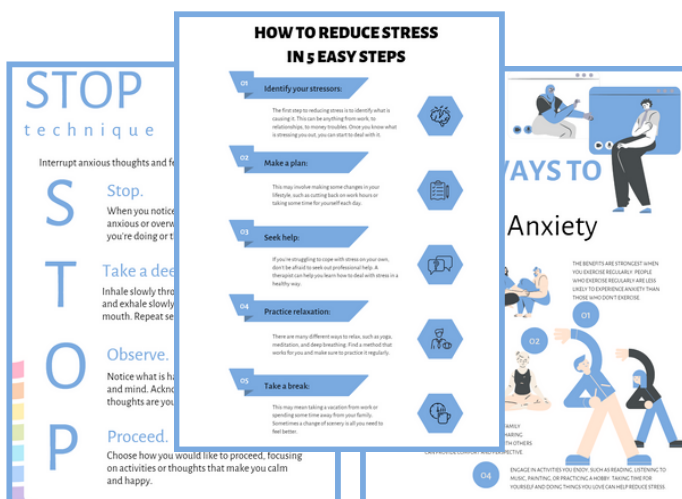 STOP
technique
Interrupt anxious thoughts and
S
Stop.
When you notice
anxious or
you're doing or
T
Take a
Inhale slowly
and exhale slowly
mouth. Repeat
O
Observe.
Notice what is
and mind.
thoughts are
P
Proceed.
Choose how you would like to proceed, focusing
on activities or thoughts that make you calm
and happy.
HOW TO REDUCE STRESS
IN 5 EASY STEPS
01
Identify your stressors:
The first step to reducing stress is to identify what is
causing it. This can be anything from work, to
relationships, to money troubles. Once you know what
is stressing you out, you can start to deal with it.
02
Make a plan:
This may involve making some changes in your
lifestyle, such as cutting back on work hours or
taking some time for yourself each day.
03
Seek help:
If you're struggling to cope with stress on your own,
don't be afraid to seek out professional help. A
therapist can help you learn how to deal with stress in a
healthy way.
04
Practice relaxation:
There are many different ways to relax, such as yoga,
meditation, and deep breathing. Find a method that
works for you and make sure to practice it regularly.
05
Take a break:
This may mean taking a vacation from work or
spending some time away from your family.
Sometimes a change of scenery is all you need to
feel better.
WAYS TO
Anxiety
THE BENEFITS ARE STRONGEST WHEN
YOU EXERCISE REGULARLY. PEOPLE
WHO EXERCISE REGULARLY ARE LESS
LIKELY TO EXPERIENCE ANXIETY THAN
THOSE WHO DON'T EXERCISE.
01
02
FAMILY
SHARING
WITH OTHERS
CAN PROVIDE COMFORT AND PERSPECTIVE
04
ENGAGE IN ACTIVITIES YOU ENJOY, SUCH AS READING, LISTENING TO
MUSIC, PAINTING, OR PRACTICING A HOBBY. TAKING TIME FOR
YOURSELF AND DOING THINGS YOU LOVE CAN HELP REDUCE STRESS.